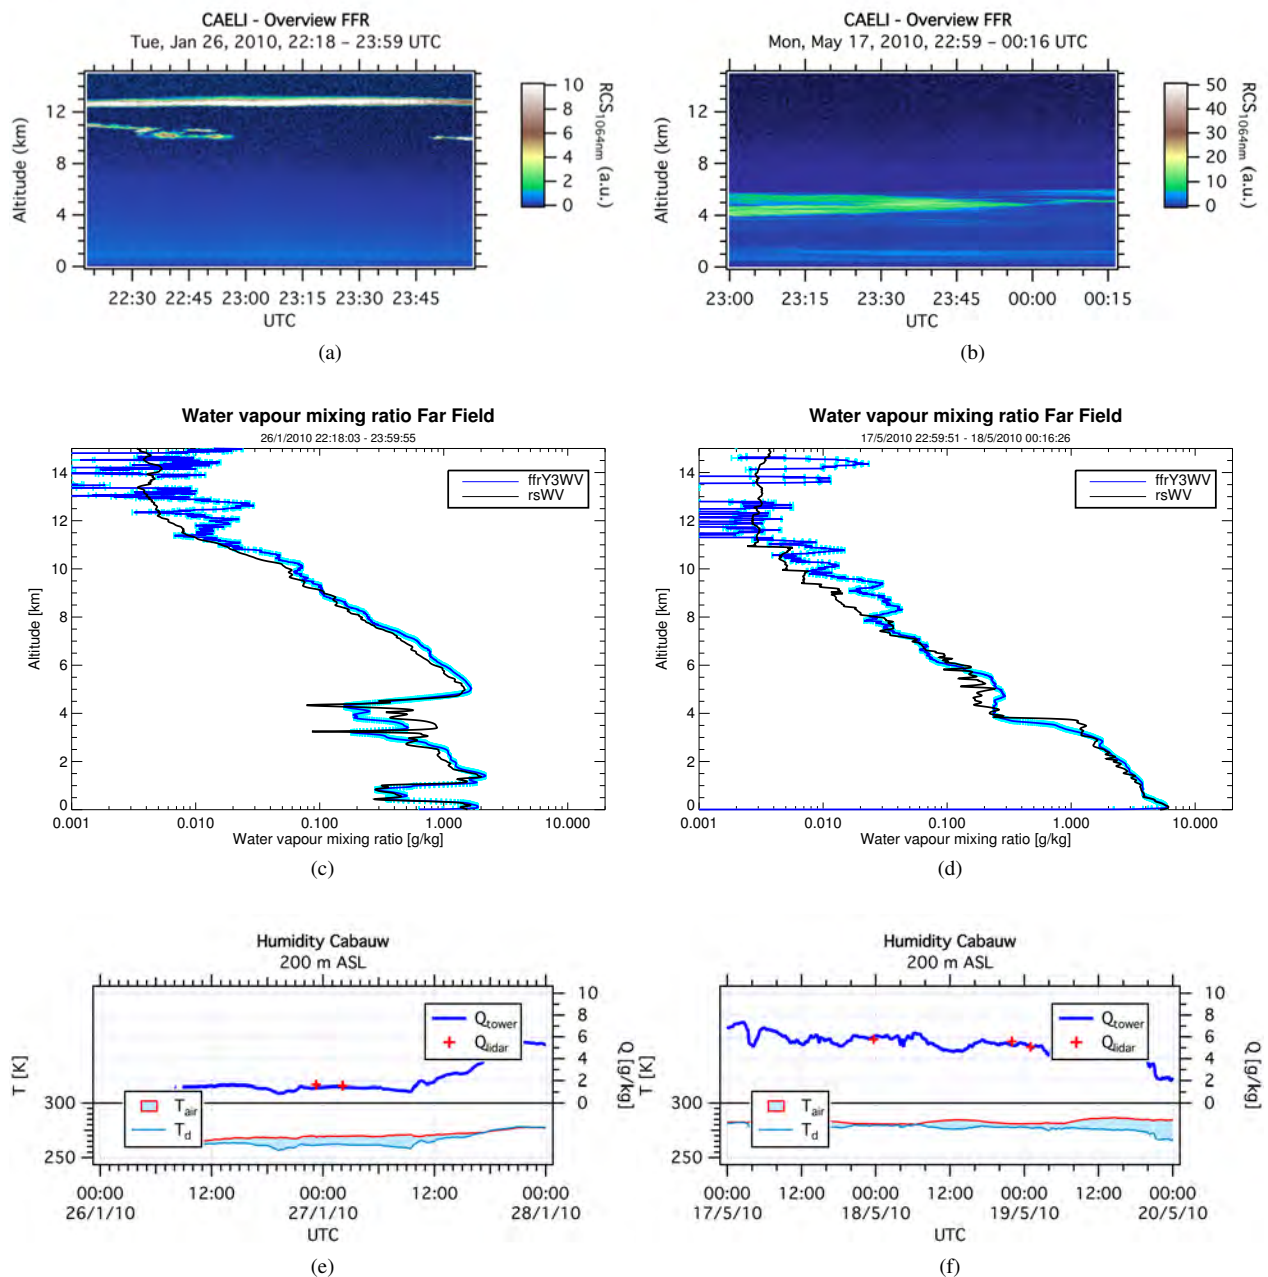 CAELI - Overview FFR
Tue, Jan 26, 2010, 22:18 - 23:59 UTC
Altitude (km)
12
8
4
0
22:30 22:45 23:00 23:15 23:30 23:45
UTC
10
8
6
4
2
0
RCS1064nm (a.u.)
(a)
CAELI - Overview FFR
Mon, May 17, 2010, 22:59 - 00:16 UTC
Altitude (km)
12
8
4
0
23:00 23:15 23:30 23:45 00:00 00:15
UTC
50
40
30
20
10
0
RCS1064nm (a.u.)
(b)
Water vapour mixing ratio Far Field
26/1/2010 22:18:03 - 23:59:55
ffrY3WV
rsWV
Altitude [km]
14
12
10
8
6
4
2
0
0.001 0.010 0.100 1.000 10.000
Water vapour mixing ratio [g/kg]
(c)
Water vapour mixing ratio Far Field
17/5/2010 22:59:51 - 18/5/2010 00:16:26
ffrY3WV
rsWV
Altitude [km]
14
12
10
8
6
4
2
0
0.001 0.010 0.100 1.000 10.000
Water vapour mixing ratio [g/kg]
(d)
Humidity Cabauw
200 m ASL
Qtower
Qlidar
10
8
6
4
2
0
Q [g/kg]
T [K]
300
250
Tair
Td
00:00 12:00 00:00 12:00 00:00
26/1/10 27/1/10 28/1/10
UTC
(e)
Humidity Cabauw
200 m ASL
Qtower
Qlidar
10
8
6
4
2
0
Q [g/kg]
T [K]
300
250
Tair
Td
00:00 12:00 00:00 12:00 00:00 12:00 00:00
17/5/10 18/5/10 19/5/10 20/5/10
UTC
(f)